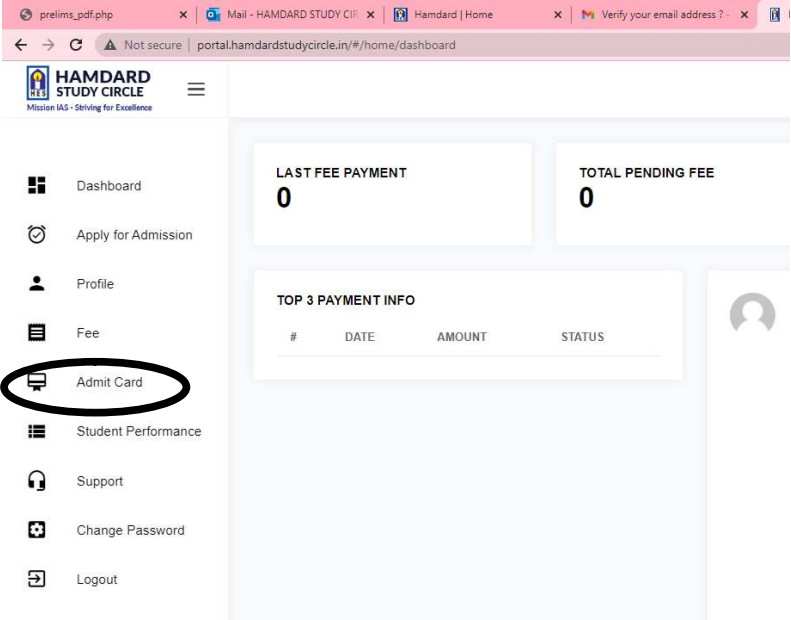 prelims_pdf.php
Mail - HAMDARD STUDY CIR
Hamdard | Home
Verify your email address ? -
Not secure | portal.hamdardstudycircle.in/#/home/dashboard
HES
HAMDARD
STUDY CIRCLE
Mission IAS - Striving for Excellence
LAST FEE PAYMENT
0
TOTAL PENDING FEE
0
Dashboard
Apply for Admission
Profile
Fee
Admit Card
Student Performance
Support
Change Password
Logout
TOP 3 PAYMENT INFO
# DATE AMOUNT STATUS